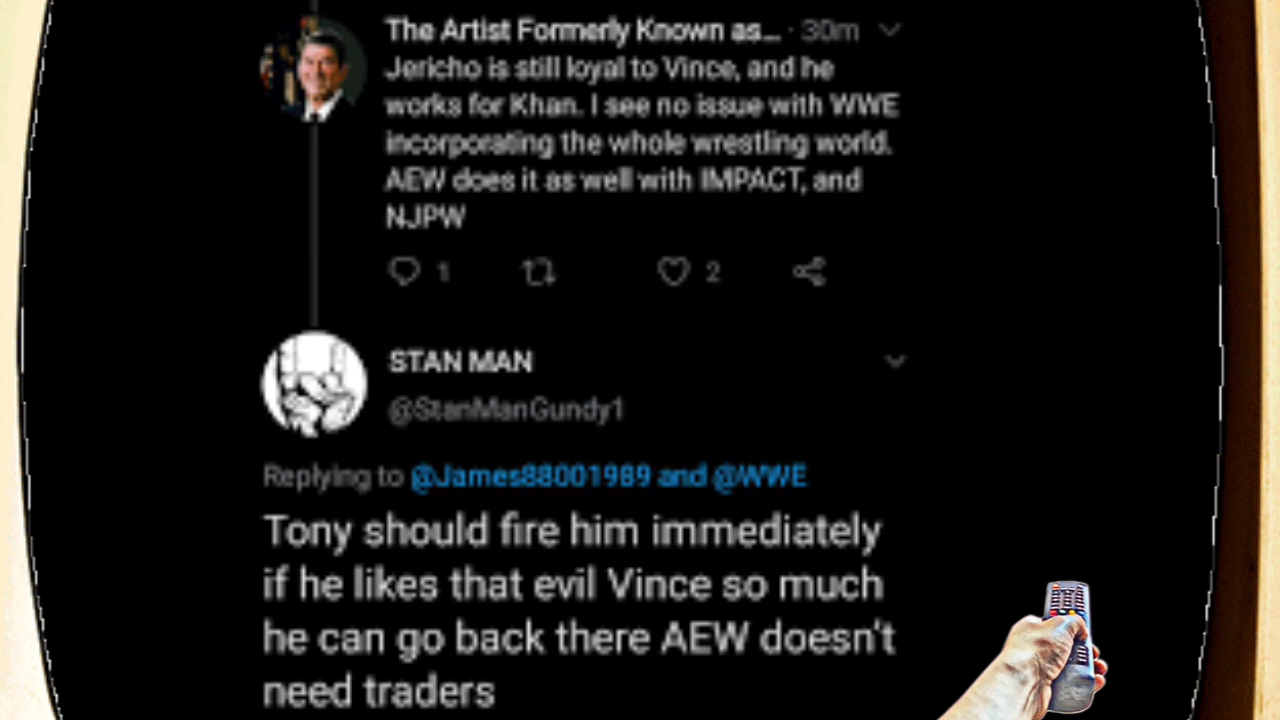 The Artist Formerly Known as... · 30m
Jericho is still loyal to Vince, and he
works for Khan. I see no issue with WWE
incorporating the whole wrestling world.
AEW does it as well with IMPACT, and
NJPW
1 2
STAN MAN
@StanManGundy1
Replying to @James88001989 and @WWE
Tony should fire him immediately
if he likes that evil Vince so much
he can go back there AEW doesn't
need traders